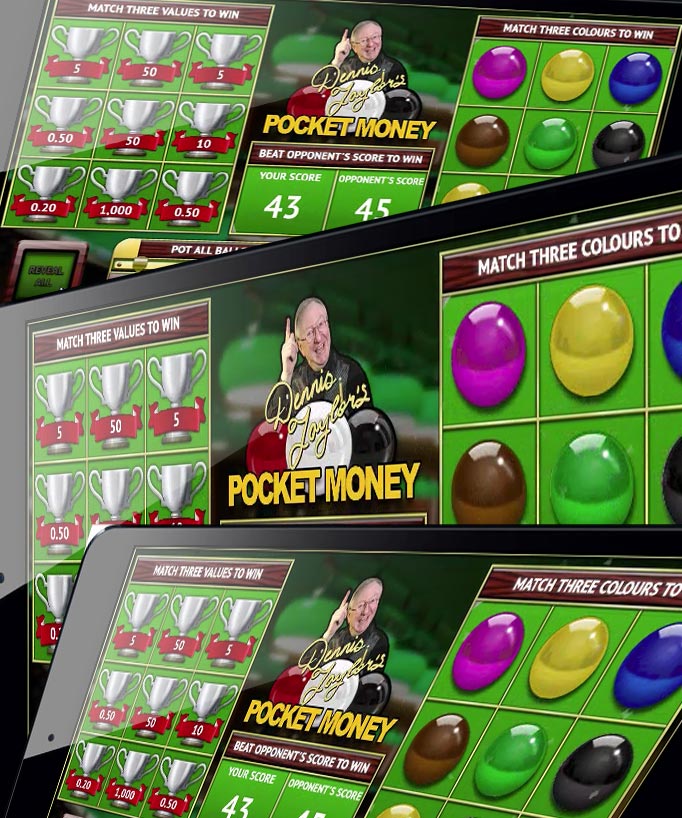 MATCH THREE VALUES TO WIN
5
50
5
0.50
50
10
0.20
1,000
0.50
Dennis
Taylor's
POCKET MONEY
BEAT OPPONENT'S SCORE TO WIN
YOUR SCORE
OPPONENT'S SCORE
43
45
MATCH THREE COLOURS TO WIN
REVEAL
ALL
POT ALL
MATCH THREE VALUES TO WIN
5
50
5
0.50
Dennis
Taylor's
POCKET MONEY
MATCH THREE COLOURS TO
MATCH THREE VALUES TO WIN
5
50
5
0.50
50
10
0.20
1,000
0.50
Dennis
Taylor's
POCKET MONEY
BEAT OPPONENT'S SCORE TO WIN
YOUR SCORE
OPPONENT'S SCORE
43
45
MATCH THREE COLOURS TO